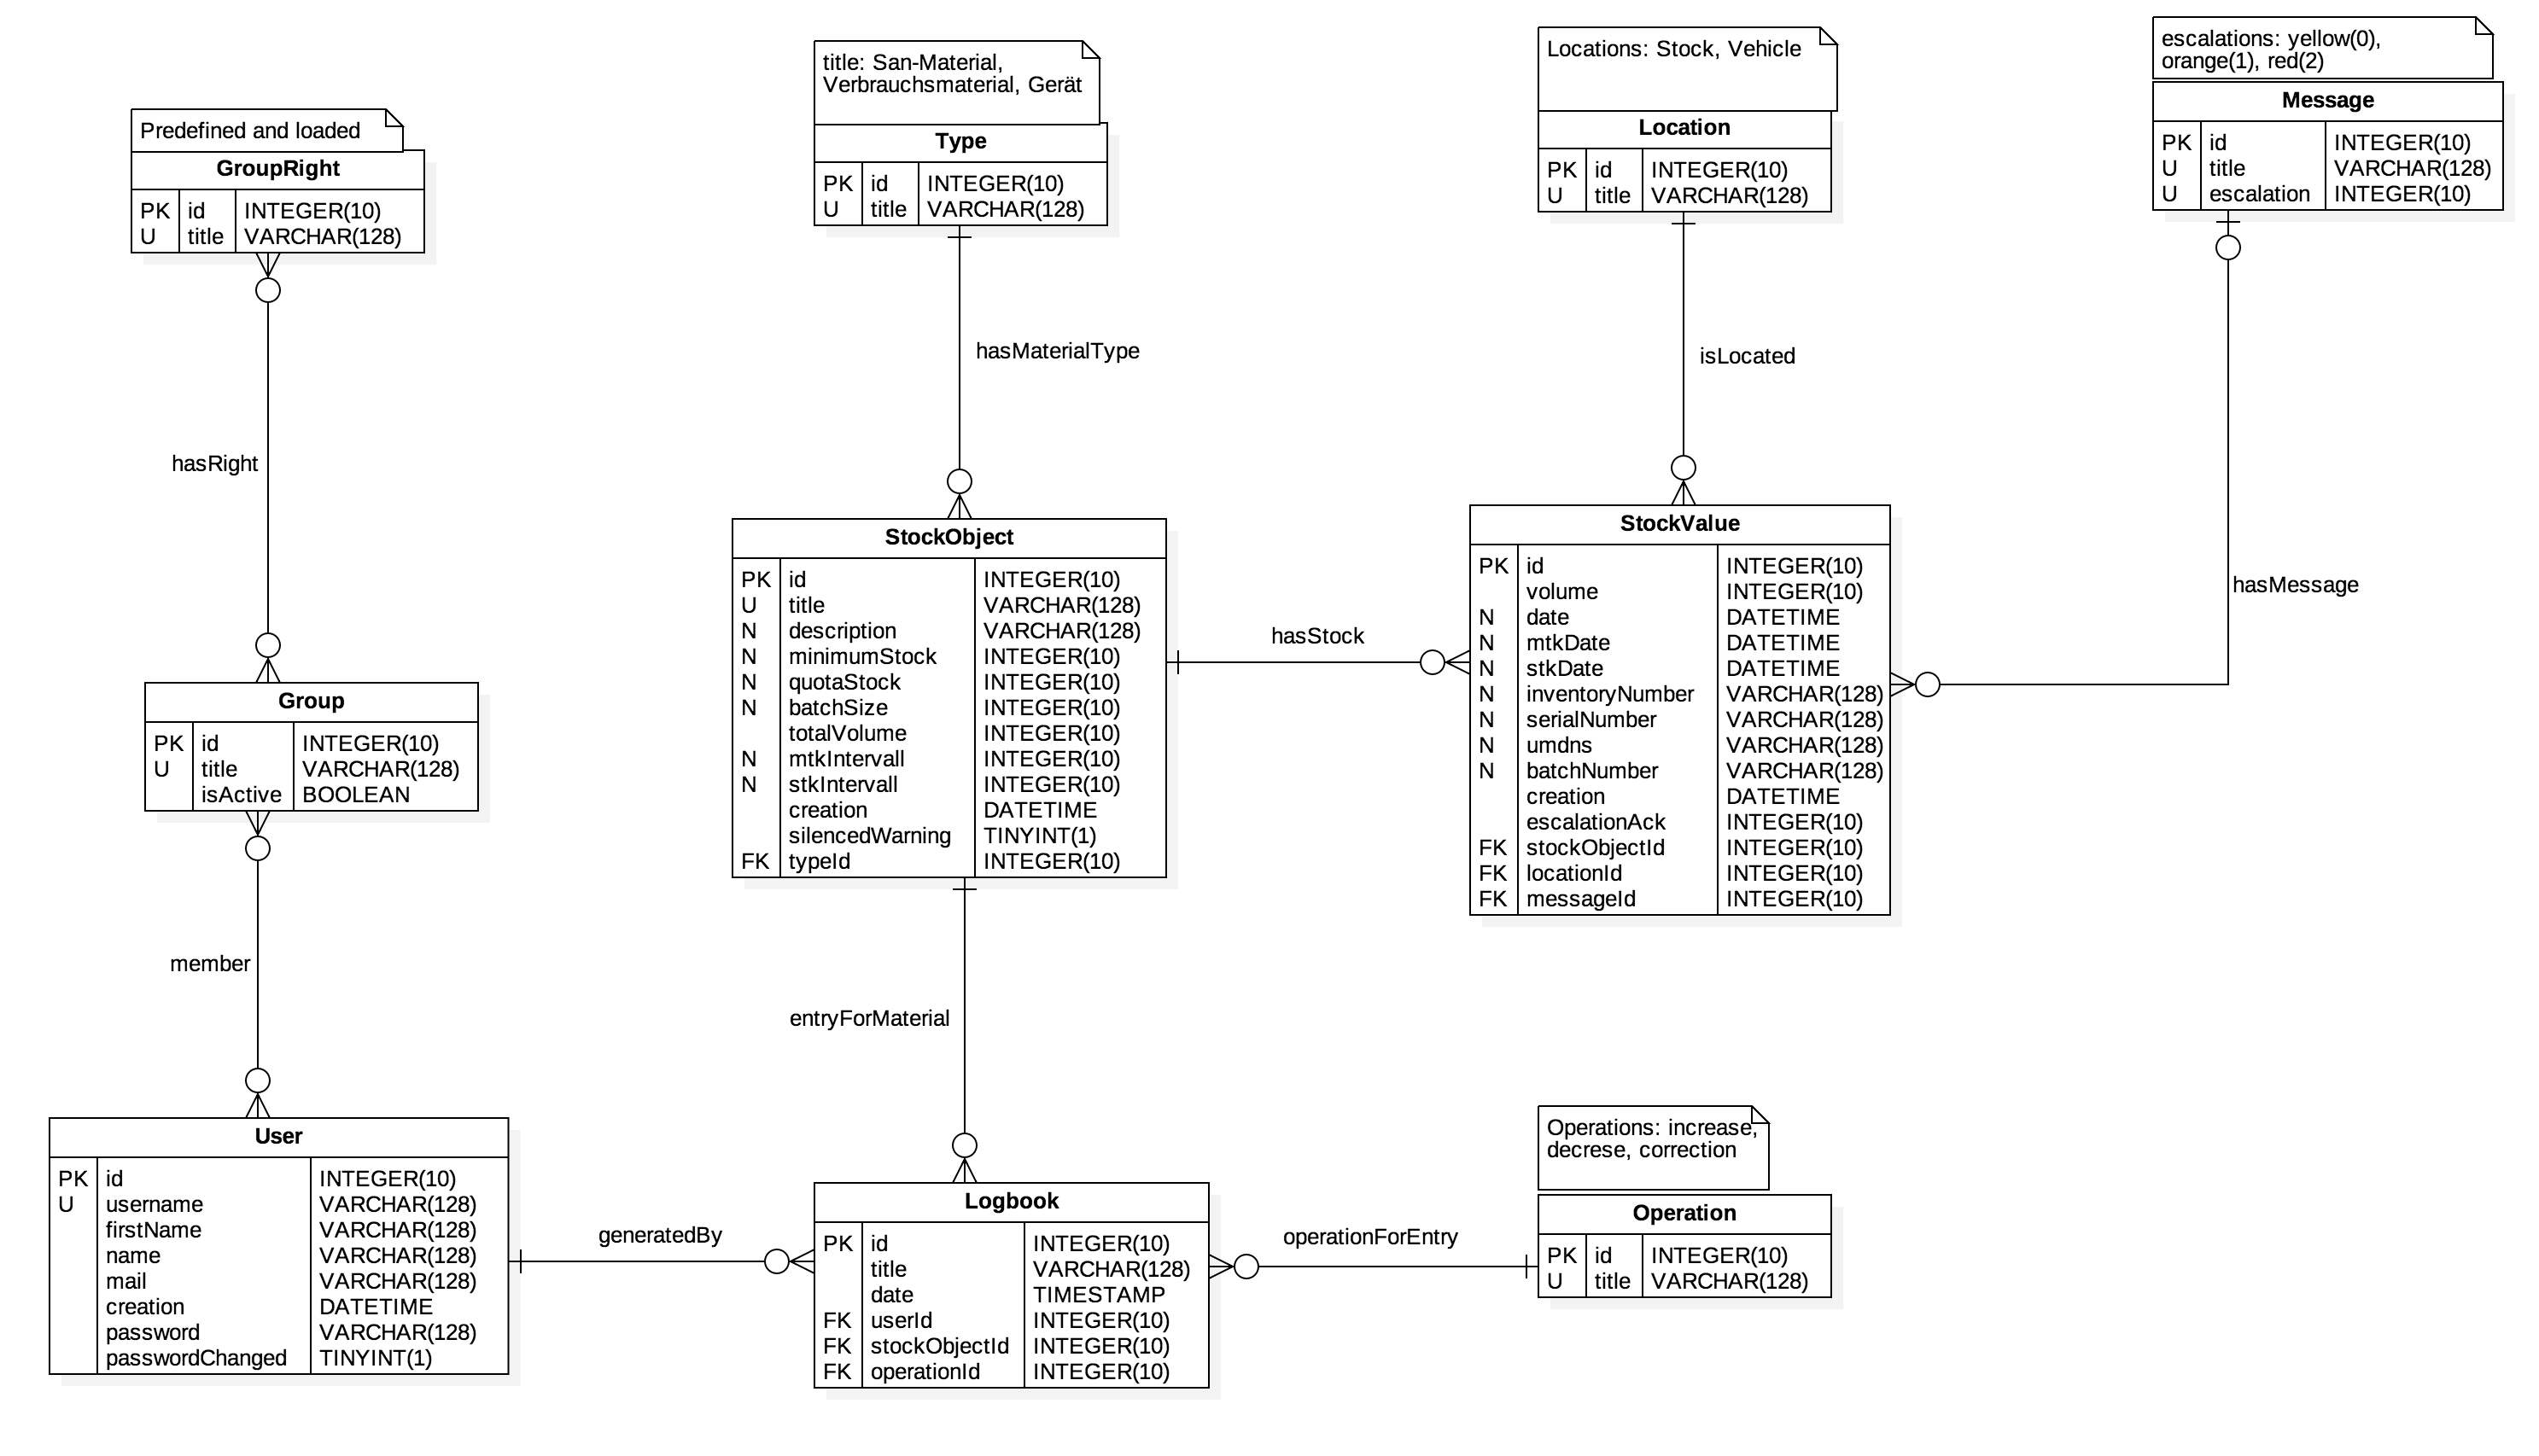 escalations: yellow(0),
orange(1), red(2)
Message
PK id INTEGER(10)
U title VARCHAR(128)
U escalation INTEGER(10)
Locations: Stock, Vehicle
Location
PK id INTEGER(10)
U title VARCHAR(128)
title: San-Material,
Verbrauchsmaterial, Gerät
Type
PK id INTEGER(10)
U title VARCHAR(128)
Predefined and loaded
GroupRight
PK id INTEGER(10)
U title VARCHAR(128)
hasMaterialType
isLocated
hasRight
hasMessage
StockObject
PK id INTEGER(10)
U title VARCHAR(128)
N description VARCHAR(128)
N minimumStock INTEGER(10)
N quotaStock INTEGER(10)
N batchSize INTEGER(10)
totalVolume INTEGER(10)
N mtkIntervall INTEGER(10)
N stkIntervall INTEGER(10)
creation DATETIME
silencedWarning TINYINT(1)
FK typeId INTEGER(10)
hasStock
StockValue
PK id INTEGER(10)
volume INTEGER(10)
N date DATETIME
N mtkDate DATETIME
N stkDate DATETIME
N inventoryNumber VARCHAR(128)
N serialNumber VARCHAR(128)
N umdns VARCHAR(128)
N batchNumber VARCHAR(128)
creation DATETIME
escalationAck INTEGER(10)
FK stockObjectId INTEGER(10)
FK locationId INTEGER(10)
FK messageId INTEGER(10)
Group
PK id INTEGER(10)
U title VARCHAR(128)
isActive BOOLEAN
member
entryForMaterial
User
PK id INTEGER(10)
U username VARCHAR(128)
firstName VARCHAR(128)
name VARCHAR(128)
mail VARCHAR(128)
creation DATETIME
password VARCHAR(128)
passwordChanged TINYINT(1)
generatedBy
Logbook
PK id INTEGER(10)
title VARCHAR(128)
date TIMESTAMP
FK userId INTEGER(10)
FK stockObjectId INTEGER(10)
FK operationId INTEGER(10)
operationForEntry
Operations: increase,
decrese, correction
Operation
PK id INTEGER(10)
U title VARCHAR(128)